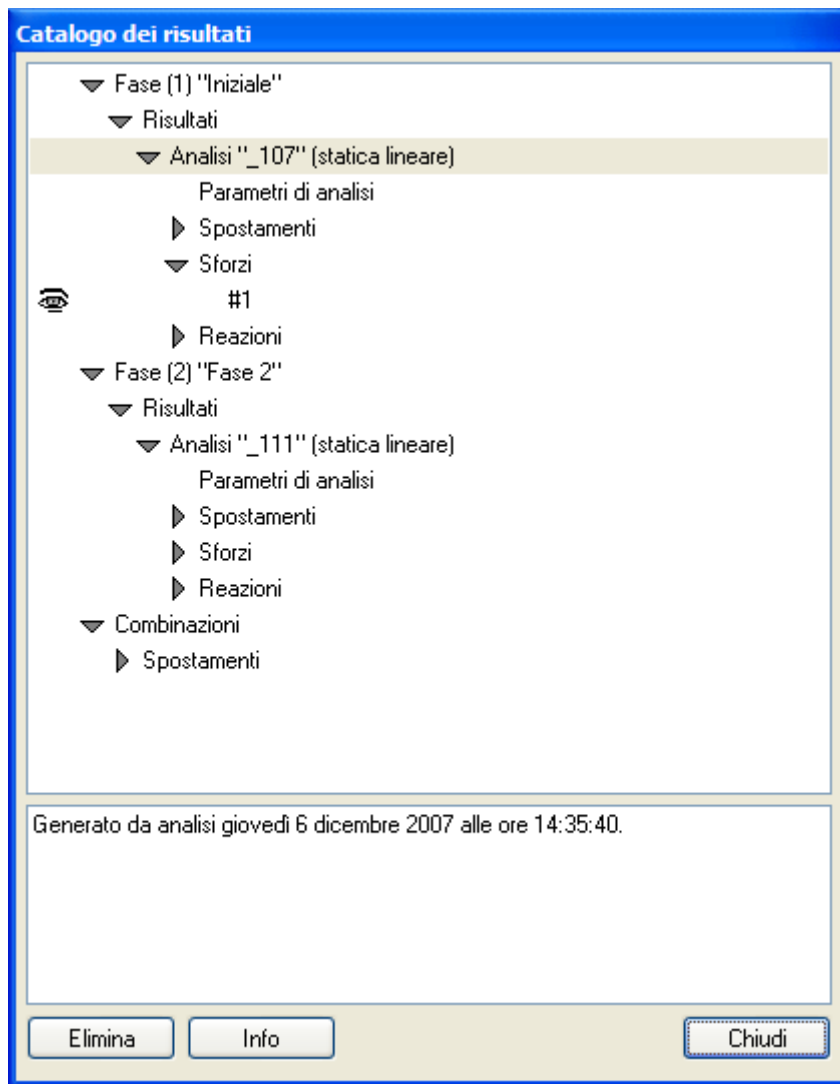 Catalogo dei risultati
Fase (1) "Iniziale"
Risultati
Analisi "_107" (statica lineare)
Parametri di analisi
Spostamenti
Sforzi
#1
Reazioni
Fase (2) "Fase 2"
Risultati
Analisi "_111" (statica lineare)
Parametri di analisi
Spostamenti
Sforzi
Reazioni
Combinazioni
Spostamenti
Generato da analisi giovedì 6 dicembre 2007 alle ore 14:35:40.
Elimina Info Chiudi